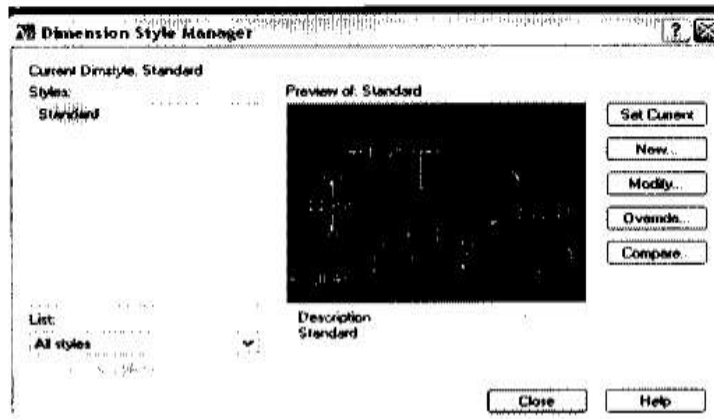 Dimension Style Manager
Current Dimstyle: Standard
Styles:
Standard
Preview of: Standard
Set Current
New...
Modify...
Override...
Compare...
List:
All styles
Description
Standard
Close
Help